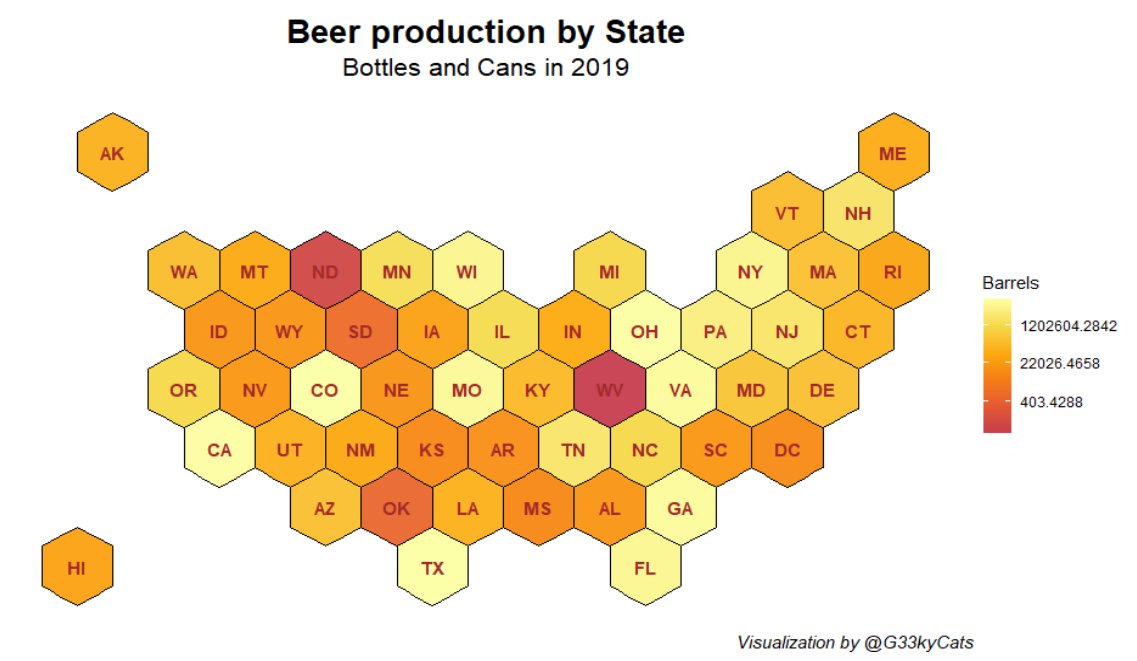 Beer production by State
Bottles and Cans in 2019
AK ME
VT NH
WA MT ND MN WI MI NY MA RI
ID WY SD IA IL IN OH PA NJ CT
OR NV CO NE MO KY WV VA MD DE
CA UT NM KS AR TN NC SC DC
AZ OK LA MS AL GA
HI TX FL
Barrels
1202604.2842
22026.4658
403.4288
Visualization by @G33kyCats